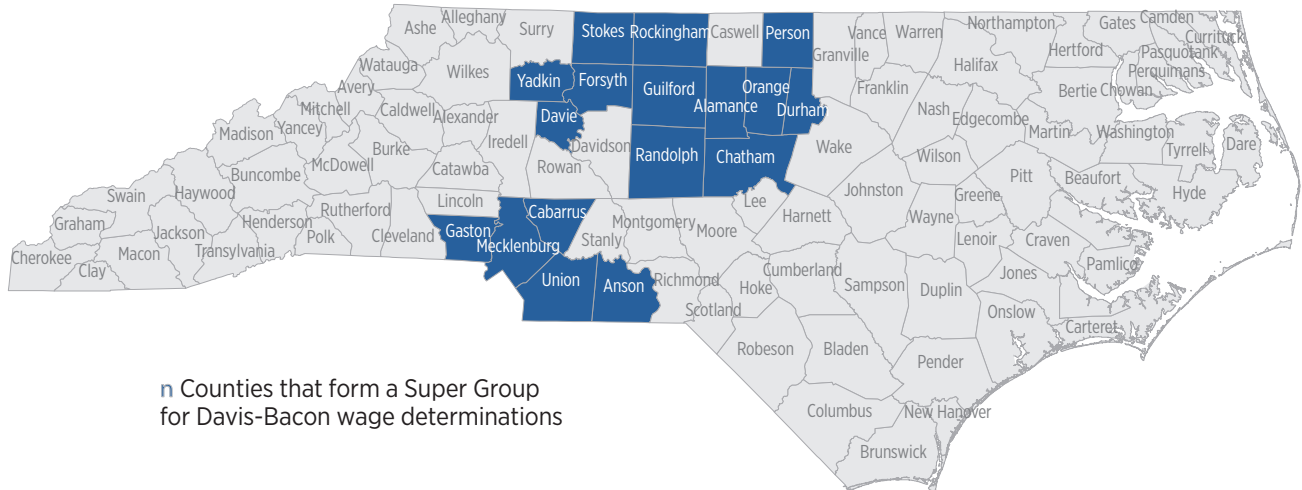 Alleghany
Ashe
Surry
Stokes
Rockingham
Caswell
Person
Granville
Vance
Warren
Northampton
Gates
Camden
Currituck
Pasquotank
Perquimans
Hertford
Halifax
Bertie
Chowan
Watauga
Wilkes
Avery
Yadkin
Forsyth
Guilford
Alamance
Orange
Durham
Franklin
Nash
Edgecombe
Martin
Washington
Tyrrell
Dare
Mitchell
Yancey
Madison
Caldwell
Alexander
Davie
Iredell
Davidson
Burke
McDowell
Catawba
Rowan
Randolph
Chatham
Wake
Wilson
Pitt
Beaufort
Hyde
Buncombe
Haywood
Swain
Graham
Cherokee
Clay
Macon
Jackson
Transylvania
Henderson
Polk
Rutherford
Cleveland
Lincoln
Gaston
Mecklenburg
Cabarrus
Stanly
Montgomery
Moore
Lee
Harnett
Johnston
Wayne
Greene
Lenoir
Craven
Pamlico
Jones
Union
Anson
Richmond
Scotland
Hoke
Cumberland
Sampson
Duplin
Onslow
Carteret
Robeson
Bladen
Pender
Columbus
New Hanover
Brunswick
n Counties that form a Super Group
for Davis-Bacon wage determinations